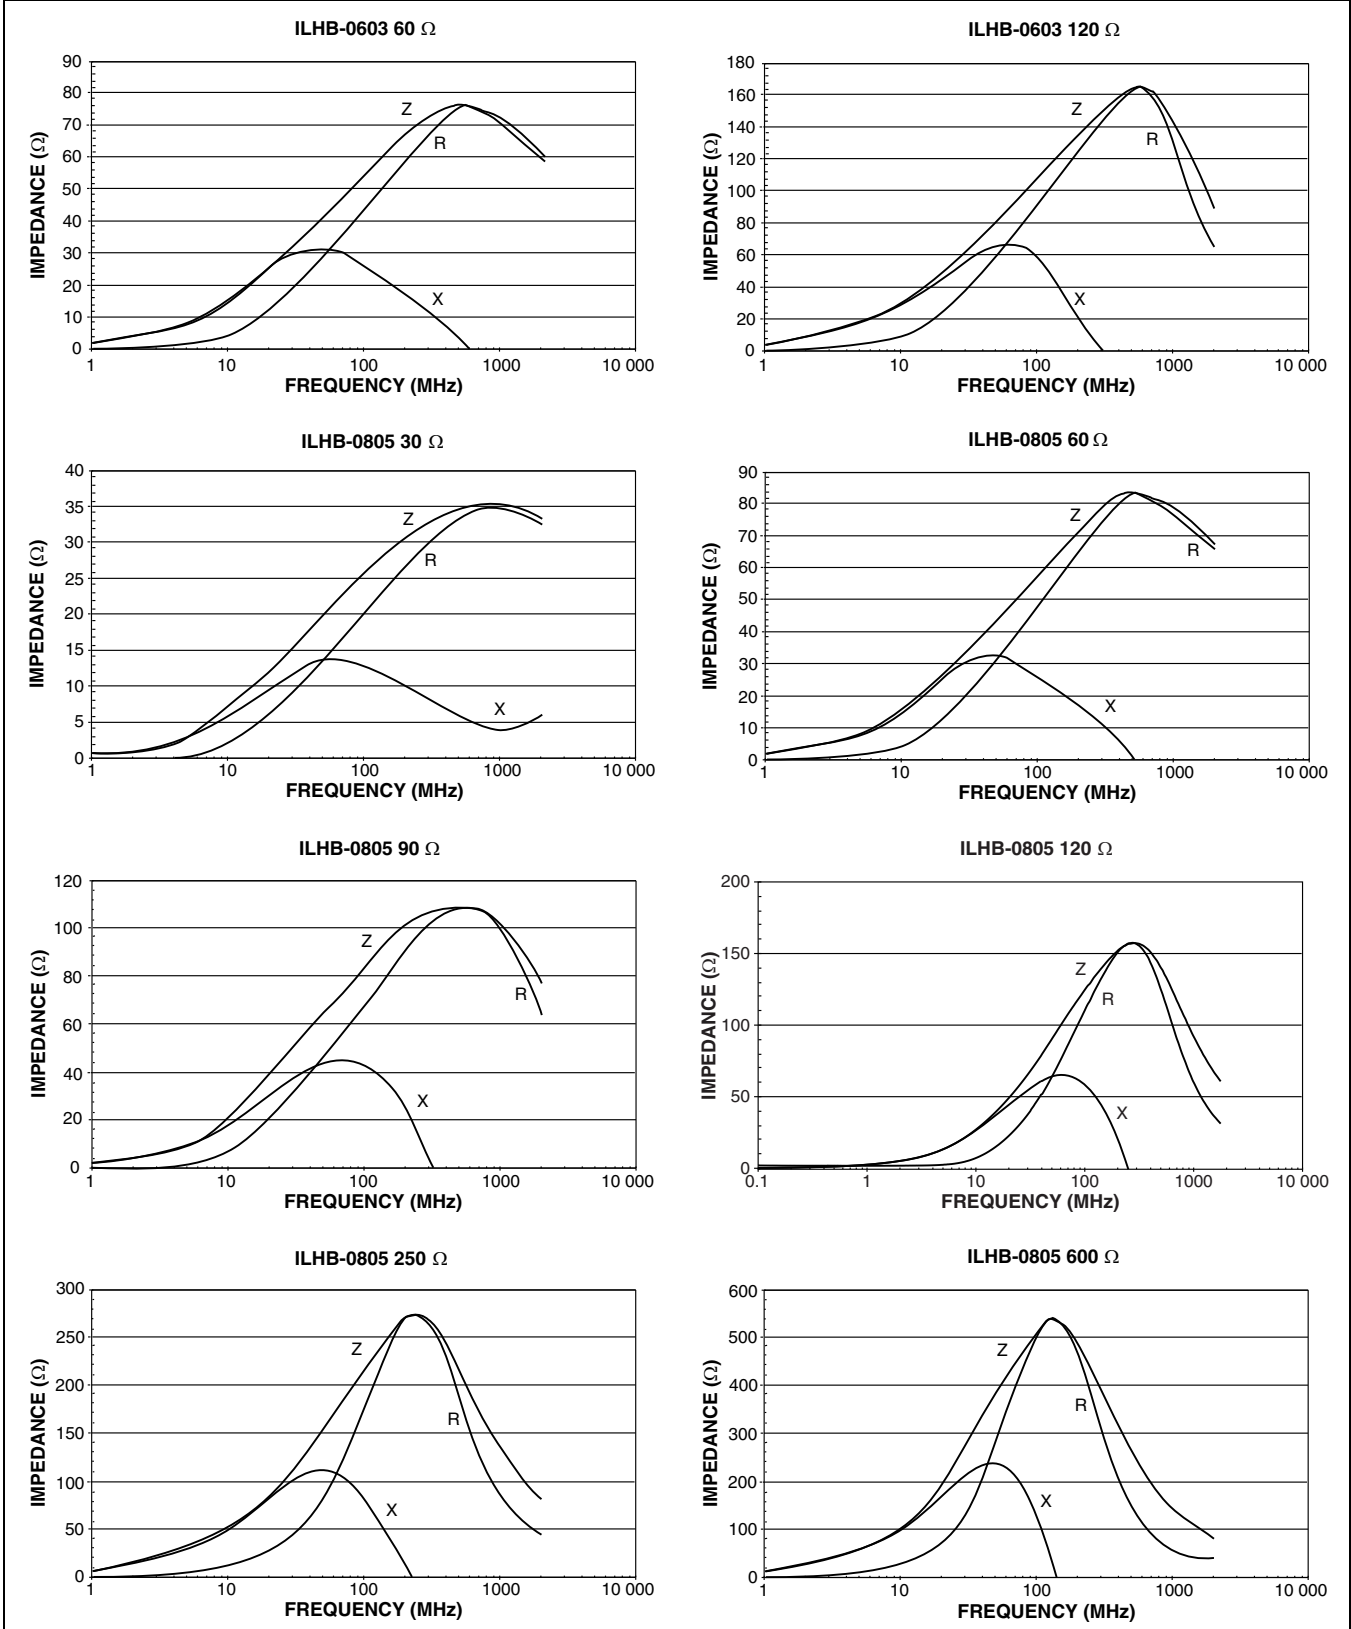 ILHB-0603 60 Ω
90
80
70
60
50
40
30
20
10
0
IMPEDANCE (Ω)
Z
R
X
1 10 100 1000 10 000
FREQUENCY (MHz)
ILHB-0603 120 Ω
180
160
140
120
100
80
60
40
20
0
IMPEDANCE (Ω)
Z
R
X
1 10 100 1000 10 000
FREQUENCY (MHz)
ILHB-0805 30 Ω
40
35
30
25
20
15
10
5
0
IMPEDANCE (Ω)
Z
R
X
1 10 100 1000 10 000
FREQUENCY (MHz)
ILHB-0805 60 Ω
90
80
70
60
50
40
30
20
10
0
IMPEDANCE (Ω)
Z
R
X
1 10 100 1000 10 000
FREQUENCY (MHz)
ILHB-0805 90 Ω
120
100
80
60
40
20
0
IMPEDANCE (Ω)
Z
R
X
1 10 100 1000 10 000
FREQUENCY (MHz)
ILHB-0805 120 Ω
200
150
100
50
0
IMPEDANCE (Ω)
Z
R
X
0.1 1 10 100 1000 10 000
FREQUENCY (MHz)
ILHB-0805 250 Ω
300
250
200
150
100
50
0
IMPEDANCE (Ω)
Z
R
X
1 10 100 1000 10 000
FREQUENCY (MHz)
ILHB-0805 600 Ω
600
500
400
300
200
100
0
IMPEDANCE (Ω)
Z
R
X
1 10 100 1000 10 000
FREQUENCY (MHz)